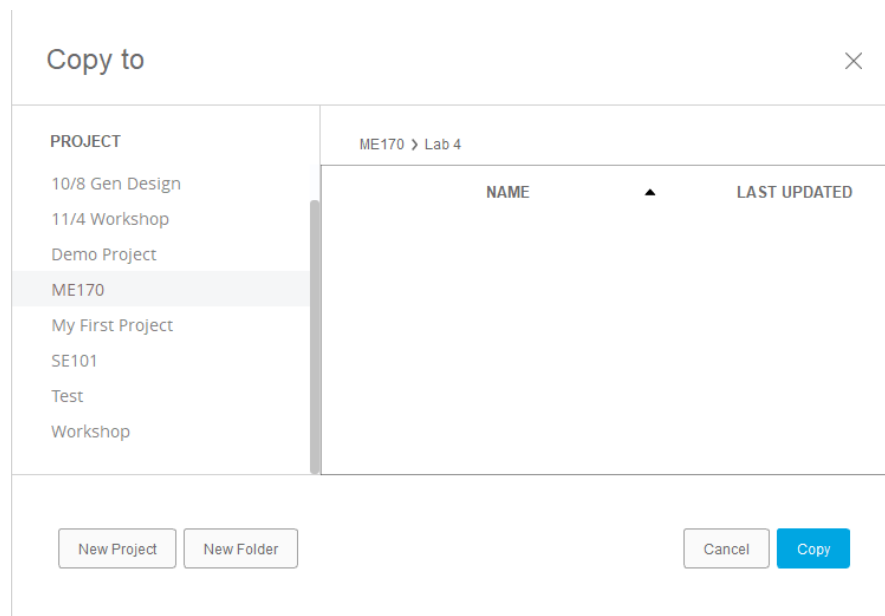 Copy to
PROJECT
10/8 Gen Design
11/4 Workshop
Demo Project
ME170
My First Project
SE101
Test
Workshop
ME170 ❯ Lab 4
NAME ▲ LAST UPDATED
New Project New Folder Cancel Copy